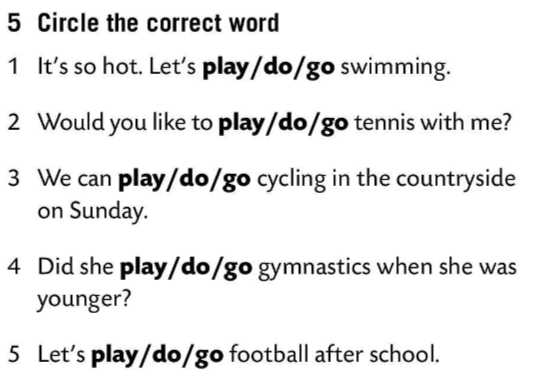 5 Circle the correct word
1 It's so hot. Let's play/do/go swimming.
2 Would you like to play/do/go tennis with me?
3 We can play/do/go cycling in the countryside
on Sunday.
4 Did she play/do/go gymnastics when she was
younger?
5 Let's play/do/go football after school.